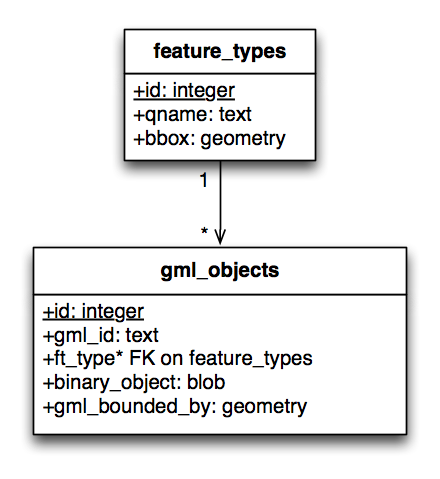 feature_types
+id: integer
+qname: text
+bbox: geometry
1
*
gml_objects
+id: integer
+gml_id: text
+ft_type* FK on feature_types
+binary_object: blob
+gml_bounded_by: geometry